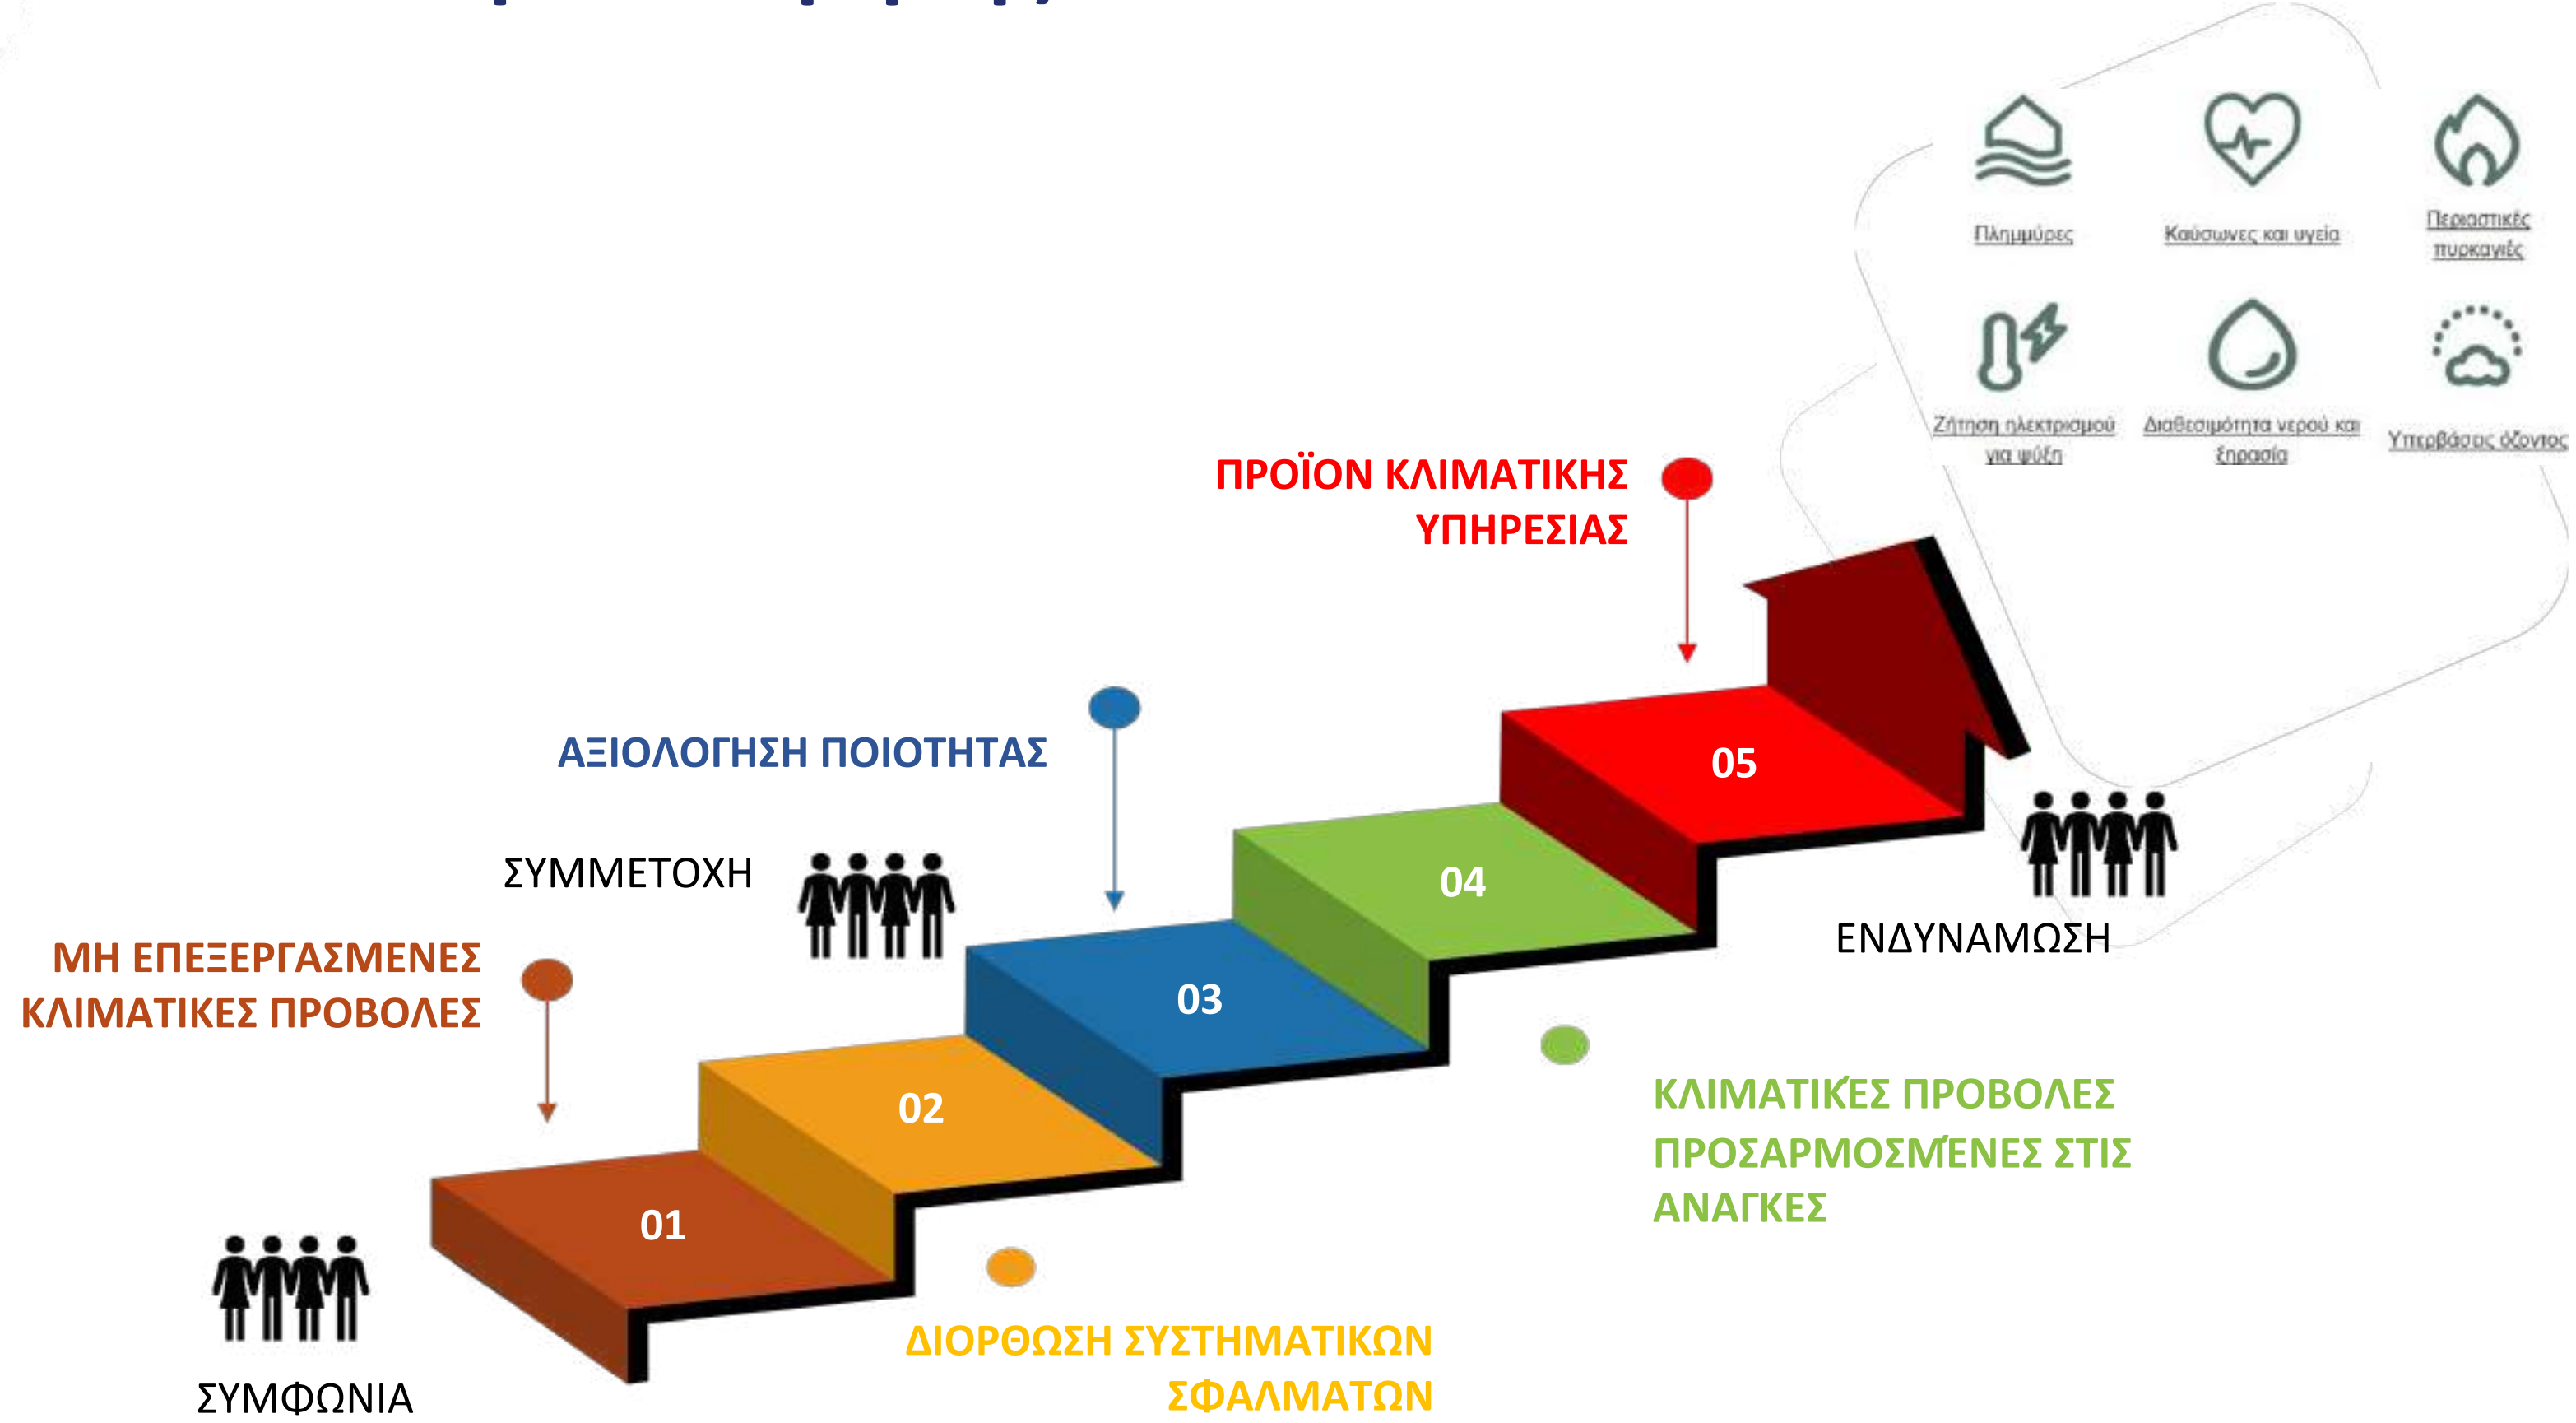 Πλημμύρες
Καύσωνες και υγεία
Περιαστικές
πυρκαγιές
Ζήτηση ηλεκτρισμού
για ψύξη
Διαθεσιμότητα νερού και
ξηρασία
Υπερβάσεις όζοντος
ΠΡΟΪΟΝ ΚΛΙΜΑΤΙΚΗΣ
ΥΠΗΡΕΣΙΑΣ
05
ΑΞΙΟΛΟΓΗΣΗ ΠΟΙΟΤΗΤΑΣ
04
ΣΥΜΜΕΤΟΧΗ
ΕΝΔΥΝΑΜΩΣΗ
03
ΜΗ ΕΠΕΞΕΡΓΑΣΜΕΝΕΣ
ΚΛΙΜΑΤΙΚΕΣ ΠΡΟΒΟΛΕΣ
02
ΚΛΙΜΑΤΙΚΈΣ ΠΡΟΒΟΛΕΣ
ΠΡΟΣΑΡΜΟΣΜΈΝΕΣ ΣΤΙΣ
ΑΝΑΓΚΕΣ
01
ΔΙΟΡΘΩΣΗ ΣΥΣΤΗΜΑΤΙΚΩΝ
ΣΦΑΛΜΑΤΩΝ
ΣΥΜΦΩΝΙΑ